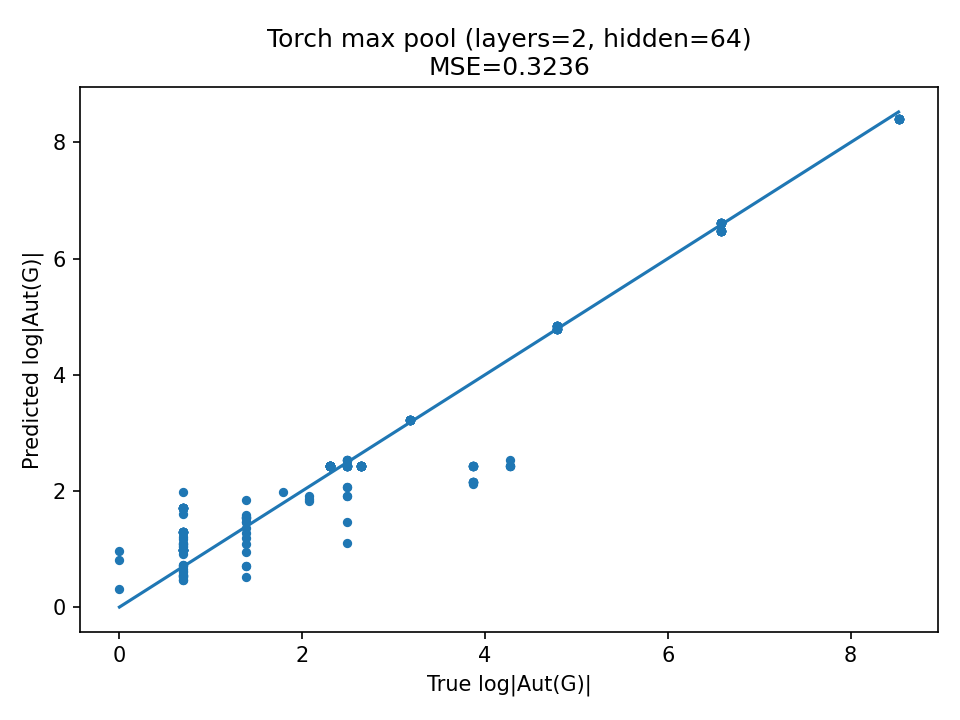 Torch max pool (layers=2, hidden=64)
MSE=0.3236
Predicted log|Aut(G)|
8
6
4
2
0
0 2 4 6 8
True log|Aut(G)|